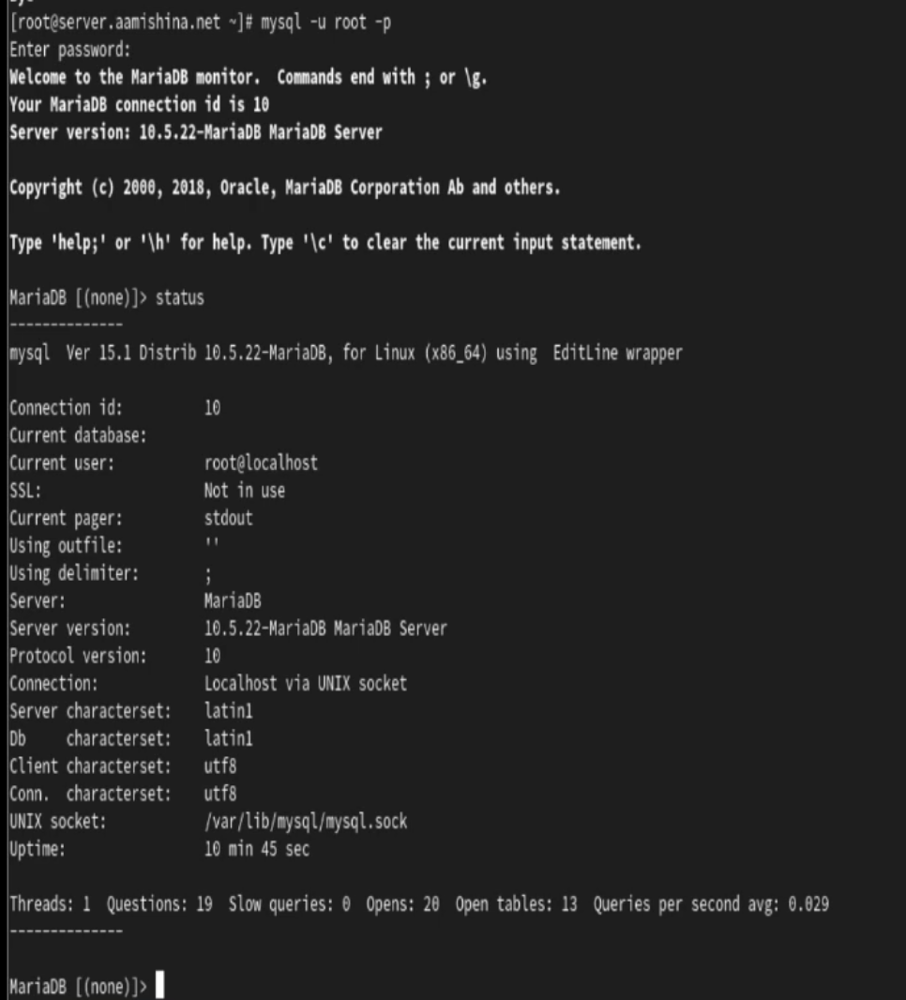 [root@server.aamishina.net ~]# mysql -u root -p
Enter password:
Welcome to the MariaDB monitor.  Commands end with ; or \g.
Your MariaDB connection id is 10
Server version: 10.5.22-MariaDB MariaDB Server

Copyright (c) 2000, 2018, Oracle, MariaDB Corporation Ab and others.

Type 'help;' or '\h' for help. Type '\c' to clear the current input statement.

MariaDB [(none)]> status
--------------
mysql  Ver 15.1 Distrib 10.5.22-MariaDB, for Linux (x86_64) using  EditLine wrapper

Connection id:          10
Current database:
Current user:           root@localhost
SSL:                    Not in use
Current pager:          stdout
Using outfile:          ''
Using delimiter:        ;
Server:                 MariaDB
Server version:         10.5.22-MariaDB MariaDB Server
Protocol version:       10
Connection:             Localhost via UNIX socket
Server characterset:    latin1
Db     characterset:    latin1
Client characterset:    utf8
Conn.  characterset:    utf8
UNIX socket:            /var/lib/mysql/mysql.sock
Uptime:                 10 min 45 sec

Threads: 1  Questions: 19  Slow queries: 0  Opens: 20  Open tables: 13  Queries per second avg: 0.029
--------------

MariaDB [(none)]>